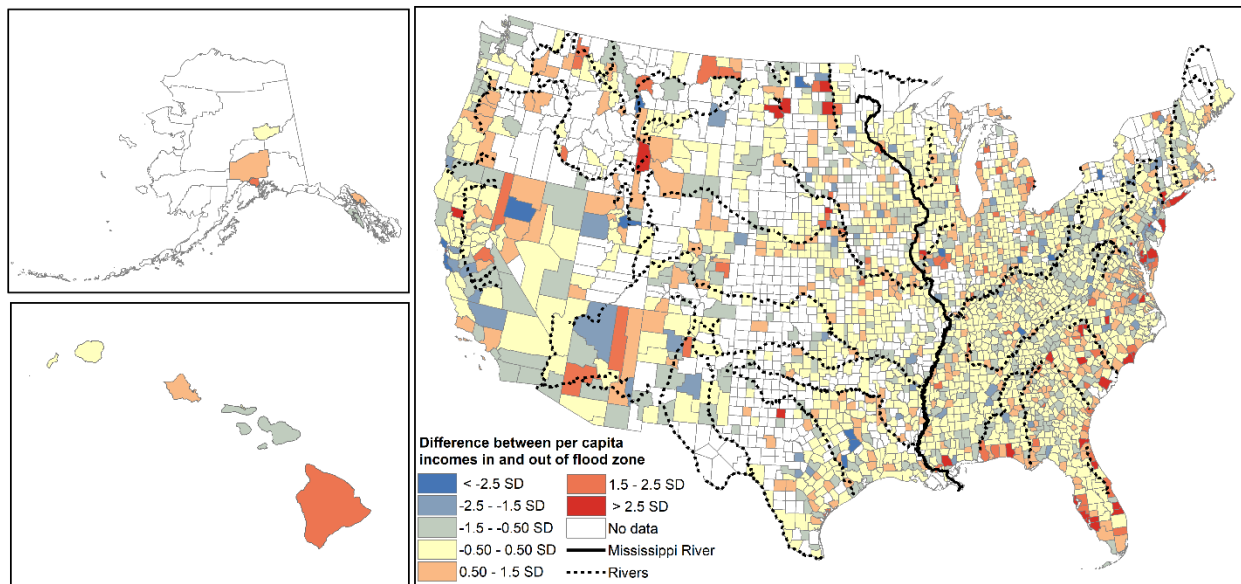 Difference between per capita
incomes in and out of flood zone
< -2.5 SD
-2.5 - -1.5 SD
-1.5 - -0.50 SD
-0.50 - 0.50 SD
0.50 - 1.5 SD
1.5 - 2.5 SD
> 2.5 SD
No data
Mississippi River
Rivers